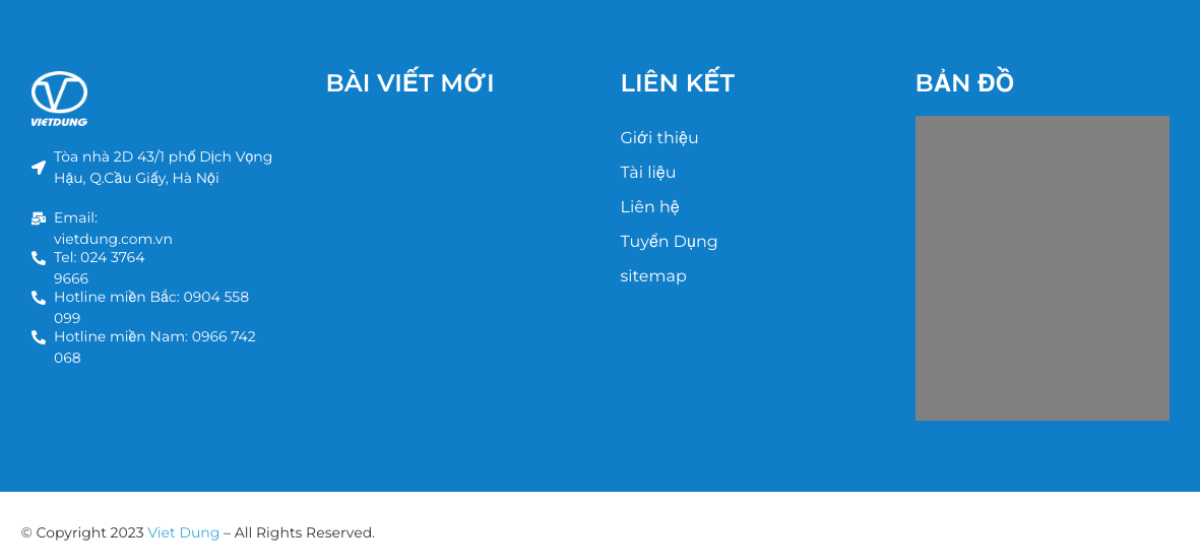 VIETDUNG
Tòa nhà 2D 43/1 phố Dịch Vọng
Hậu, Q.Cầu Giấy, Hà Nội
Email:
vietdung.com.vn
Tel: 024 3764
9666
Hotline miền Bắc: 0904 558
099
Hotline miền Nam: 0966 742
068
BÀI VIẾT MỚI
LIÊN KẾT
Giới thiệu
Tài liệu
Liên hệ
Tuyển Dụng
sitemap
BẢN ĐỒ
© Copyright 2023 Viet Dung – All Rights Reserved.